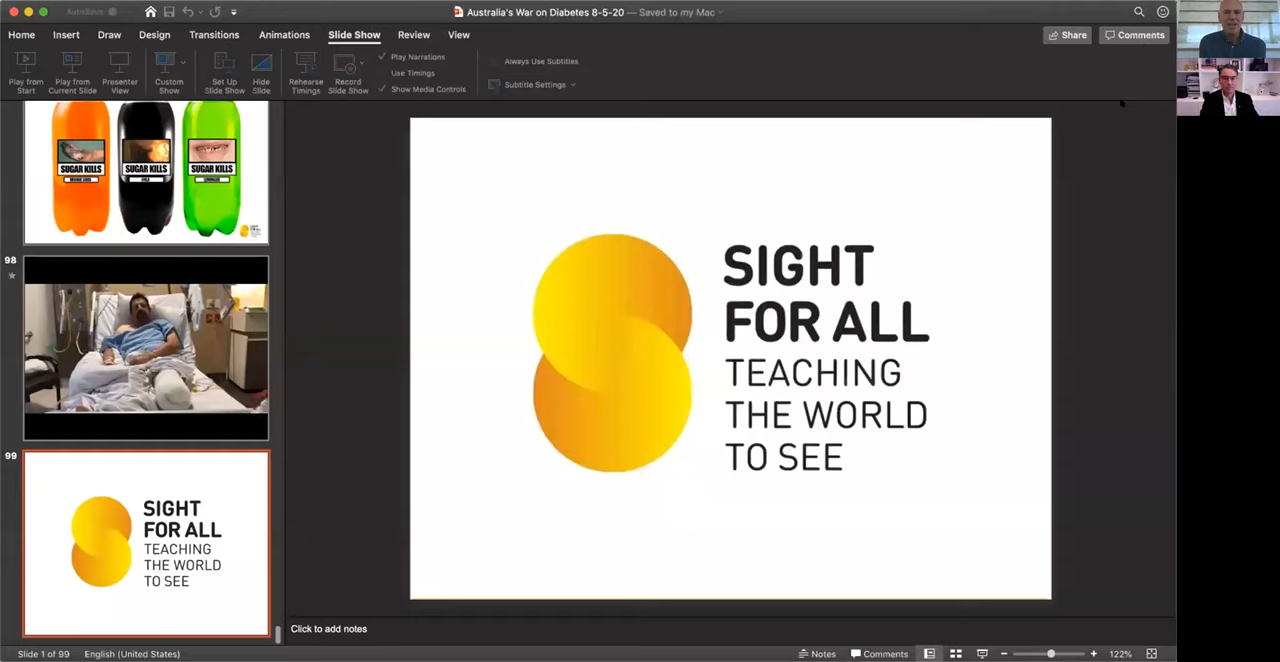 AutoSave
Australia's War on Diabetes 8-5-20 — Saved to my Mac
Home Insert Draw Design Transitions Animations Slide Show Review View
Share Comments
Play from Start
Play from Current Slide
Presenter View
Custom Show
Set Up Slide Show
Hide Slide
Rehearse Timings
Record Slide Show
Play Narrations
Use Timings
Show Media Controls
Always Use Subtitles
Subtitle Settings
SUGAR KILLS SUGAR KILLS SUGAR KILLS
98
99
SIGHT
FOR ALL
TEACHING
THE WORLD
TO SEE
SIGHT
FOR ALL
TEACHING
THE WORLD
TO SEE
Click to add notes
Slide 1 of 99 English (United States) Notes Comments 122%